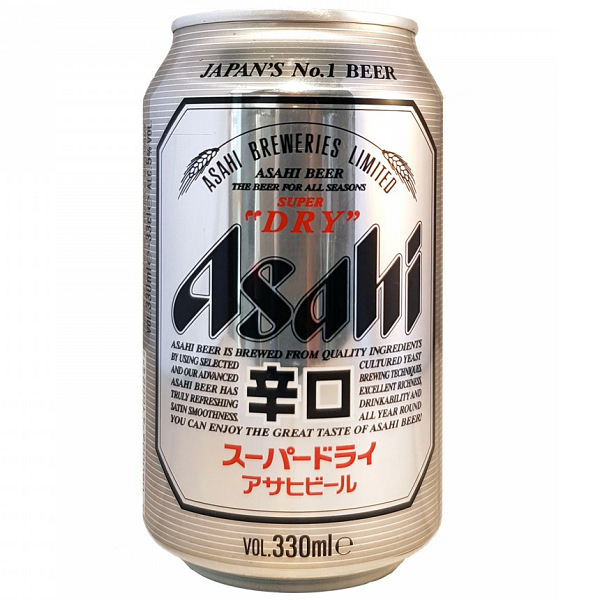 JAPAN'S No.1 BEER
ASAHI BREWERIES LIMITED
ASAHI BEER
THE BEER FOR ALL SEASONS
SUPER
"DRY"
Asahi
ASAHI BEER IS BREWED FROM QUALITY INGREDIENTS
BY USING SELECTED CULTURED YEAST
AND OUR ADVANCED BREWING TECHNIQUES.
ASAHI BEER HAS EXCELLENT RICHNESS,
TRULY REFRESHING DRINKABILITY AND
SATIN SMOOTHNESS. ALL YEAR ROUND
辛口
YOU CAN ENJOY THE GREAT TASTE OF ASAHI BEER!
スーパードライ
アサヒビール
VOL. 330ml℮